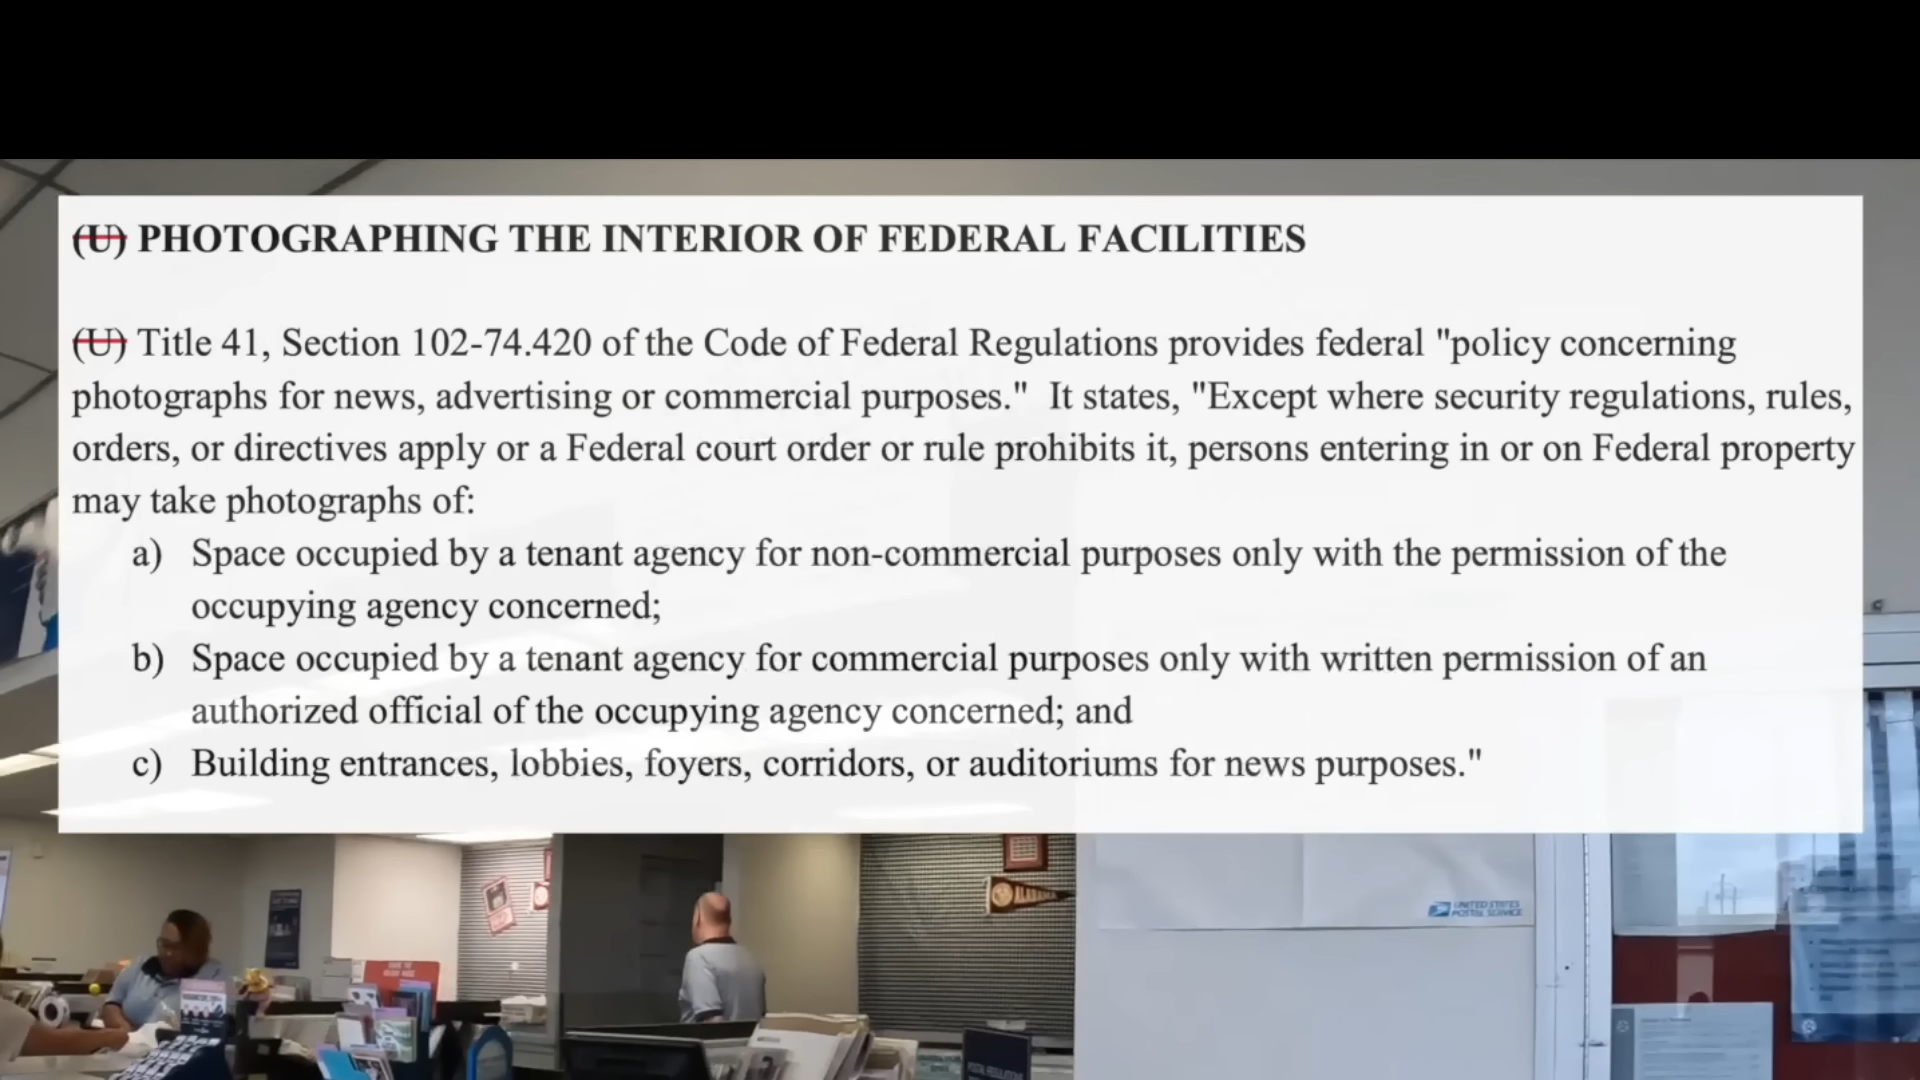 (U) PHOTOGRAPHING THE INTERIOR OF FEDERAL FACILITIES
(U) Title 41, Section 102-74.420 of the Code of Federal Regulations provides federal "policy concerning
photographs for news, advertising or commercial purposes." It states, "Except where security regulations, rules,
orders, or directives apply or a Federal court order or rule prohibits it, persons entering in or on Federal property
may take photographs of:
a) Space occupied by a tenant agency for non-commercial purposes only with the permission of the
occupying agency concerned;
b) Space occupied by a tenant agency for commercial purposes only with written permission of an
authorized official of the occupying agency concerned; and
c) Building entrances, lobbies, foyers, corridors, or auditoriums for news purposes."
ALABAMA
UNITED STATES
POSTAL SERVICE